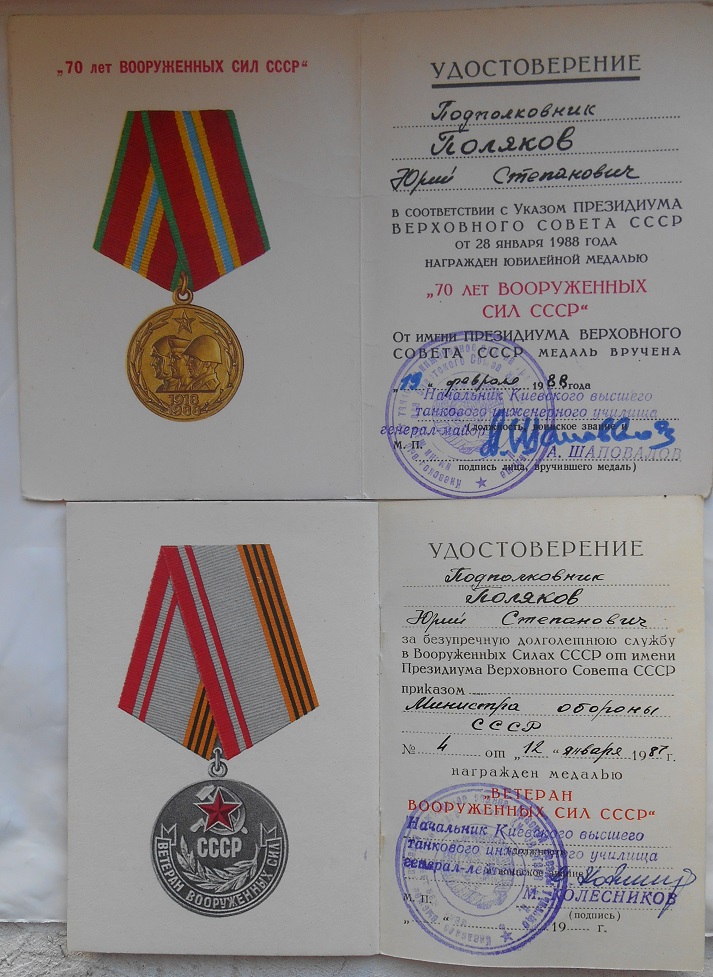 „70 лет ВООРУЖЕННЫХ СИЛ СССР“
1918
1988
УДОСТОВЕРЕНИЕ
Подполковник
Поляков
Юрий Степанович
В СООТВЕТСТВИИ С УКАЗОМ ПРЕЗИДИУМА
ВЕРХОВНОГО СОВЕТА СССР
ОТ 28 ЯНВАРЯ 1988 ГОДА
НАГРАЖДЕН ЮБИЛЕЙНОЙ МЕДАЛЬЮ
„70 ЛЕТ ВООРУЖЕННЫХ
СИЛ СССР“
ОТ ИМЕНИ ПРЕЗИДИУМА ВЕРХОВНОГО
СОВЕТА СССР МЕДАЛЬ ВРУЧЕНА
„19“ февраля 1988 года
Начальник Киевского высшего
танкового инженерного училища
(должность, воинское звание и
генерал-майор
М. П.
А. ШАПОВАЛОВ
подпись лица, вручившего медаль)
СССР
ВЕТЕРАН ВООРУЖЕННЫХ СИЛ
УДОСТОВЕРЕНИЕ
Подполковник
Поляков
Юрий Степанович
за безупречную долголетнюю службу
в Вооруженных Силах СССР от имени
Президиума Верховного Совета СССР
приказом
Министра обороны
СССР
№ 4 от „12“ января 1987 г.
награжден медалью
„ВЕТЕРАН
ВООРУЖЕННЫХ СИЛ СССР“
Начальник Киевского высшего
танкового инженерного училища
М. П.
М. КОЛЕСНИКОВ
(подпись)
„ “ 19 г.